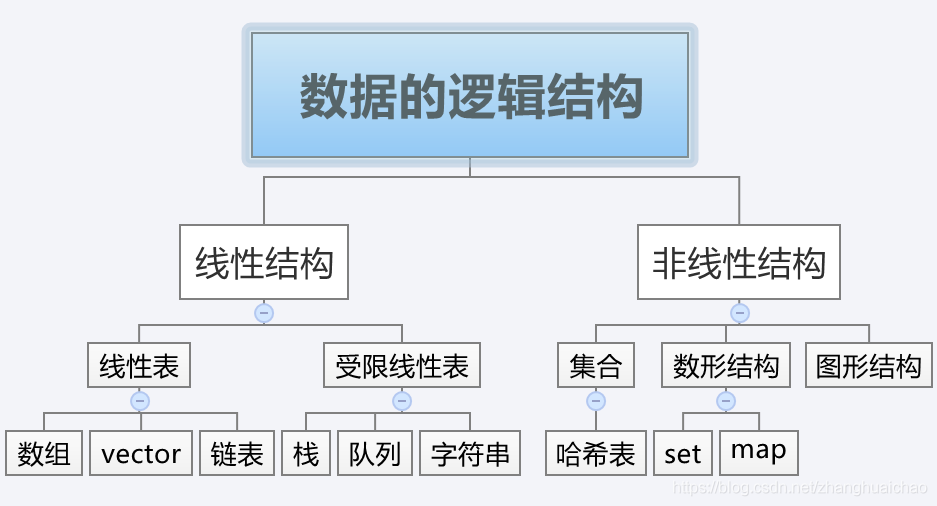 数据的逻辑结构
线性结构
非线性结构
线性表
受限线性表
集合
数形结构
图形结构
数组
vector
链表
栈
队列
字符串
哈希表
set
map
https://blog.csdn.net/zhanghuaichao